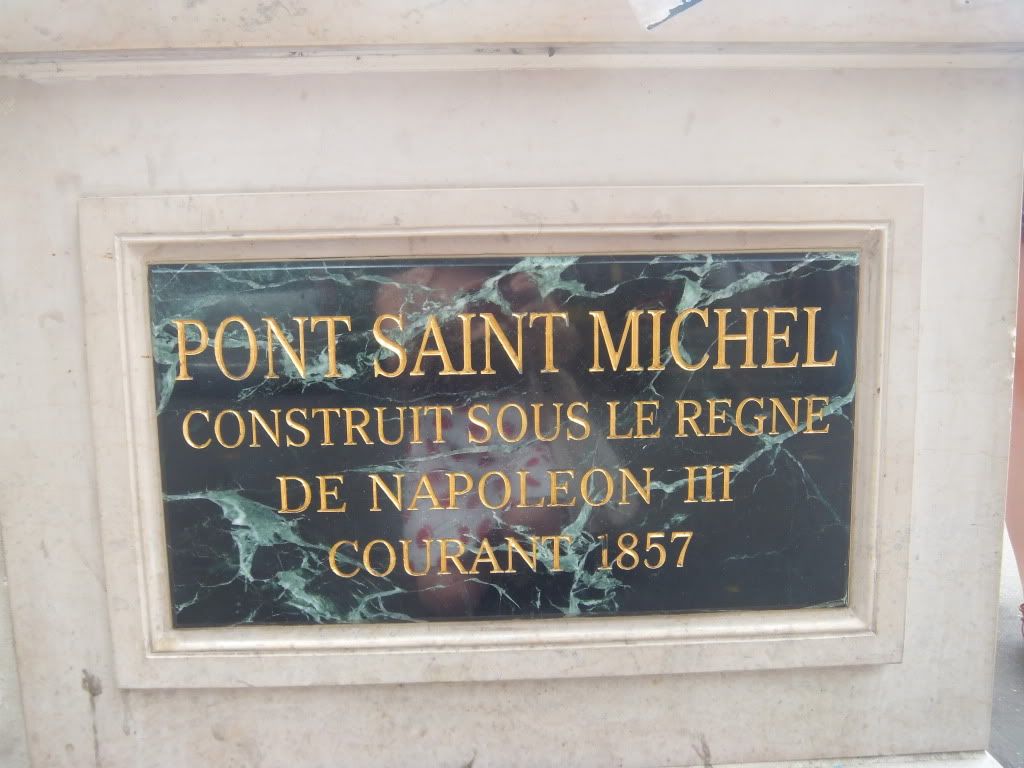 PONT SAINT MICHEL
CONSTRUIT SOUS LE REGNE
DE NAPOLEON III
COURANT 1857